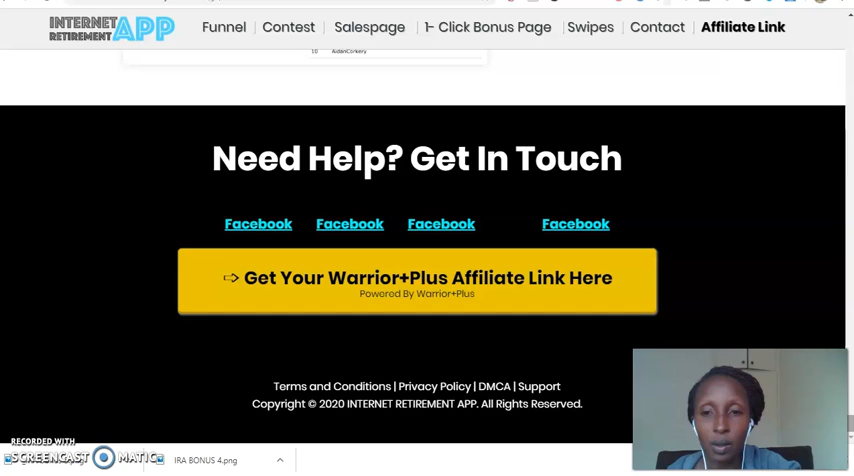 INTERNET
RETIREMENT APP
Funnel | Contest | Salespage | 1- Click Bonus Page | Swipes | Contact | Affiliate Link
10 AidanCorkery
Need Help? Get In Touch
Facebook Facebook Facebook Facebook
⇨ Get Your Warrior+Plus Affiliate Link Here
Powered By Warrior+Plus
Terms and Conditions | Privacy Policy | DMCA | Support
Copyright © 2020 INTERNET RETIREMENT APP. All Rights Reserved.
RECORDED WITH
SCREENCAST MATIC
IRA BONUS 4.png